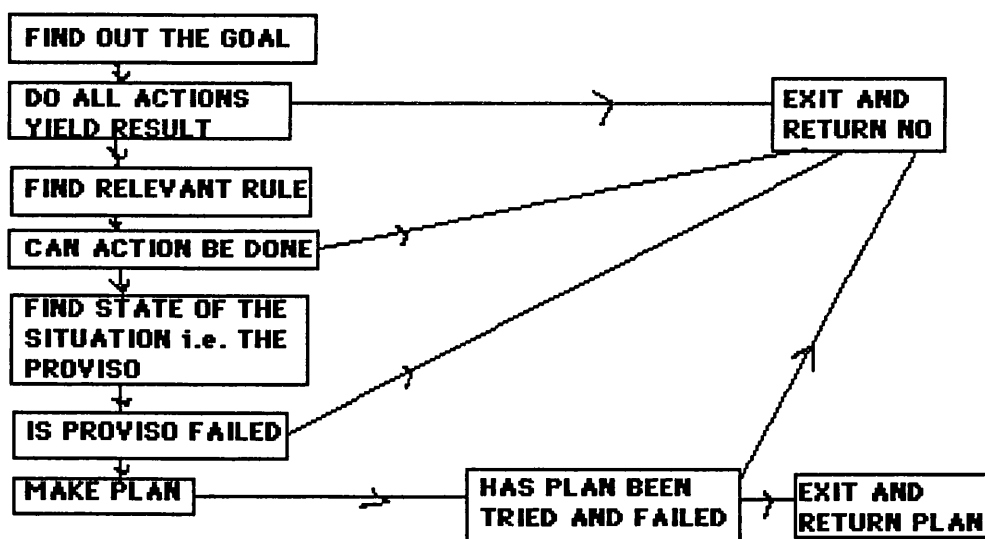 FIND OUT THE GOAL
DO ALL ACTIONS
YIELD RESULT
EXIT AND
RETURN NO
FIND RELEVANT RULE
CAN ACTION BE DONE
FIND STATE OF THE
SITUATION i.e. THE
PROVISO
IS PROVISO FAILED
MAKE PLAN
HAS PLAN BEEN
TRIED AND FAILED
EXIT AND
RETURN PLAN